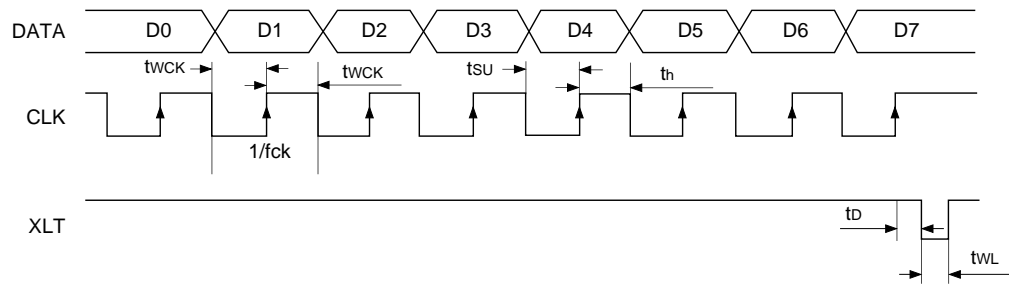 DATA D0 D1 D2 D3 D4 D5 D6 D7
tWCK tWCK tSU th
CLK
1/fck
XLT
tD
tWL